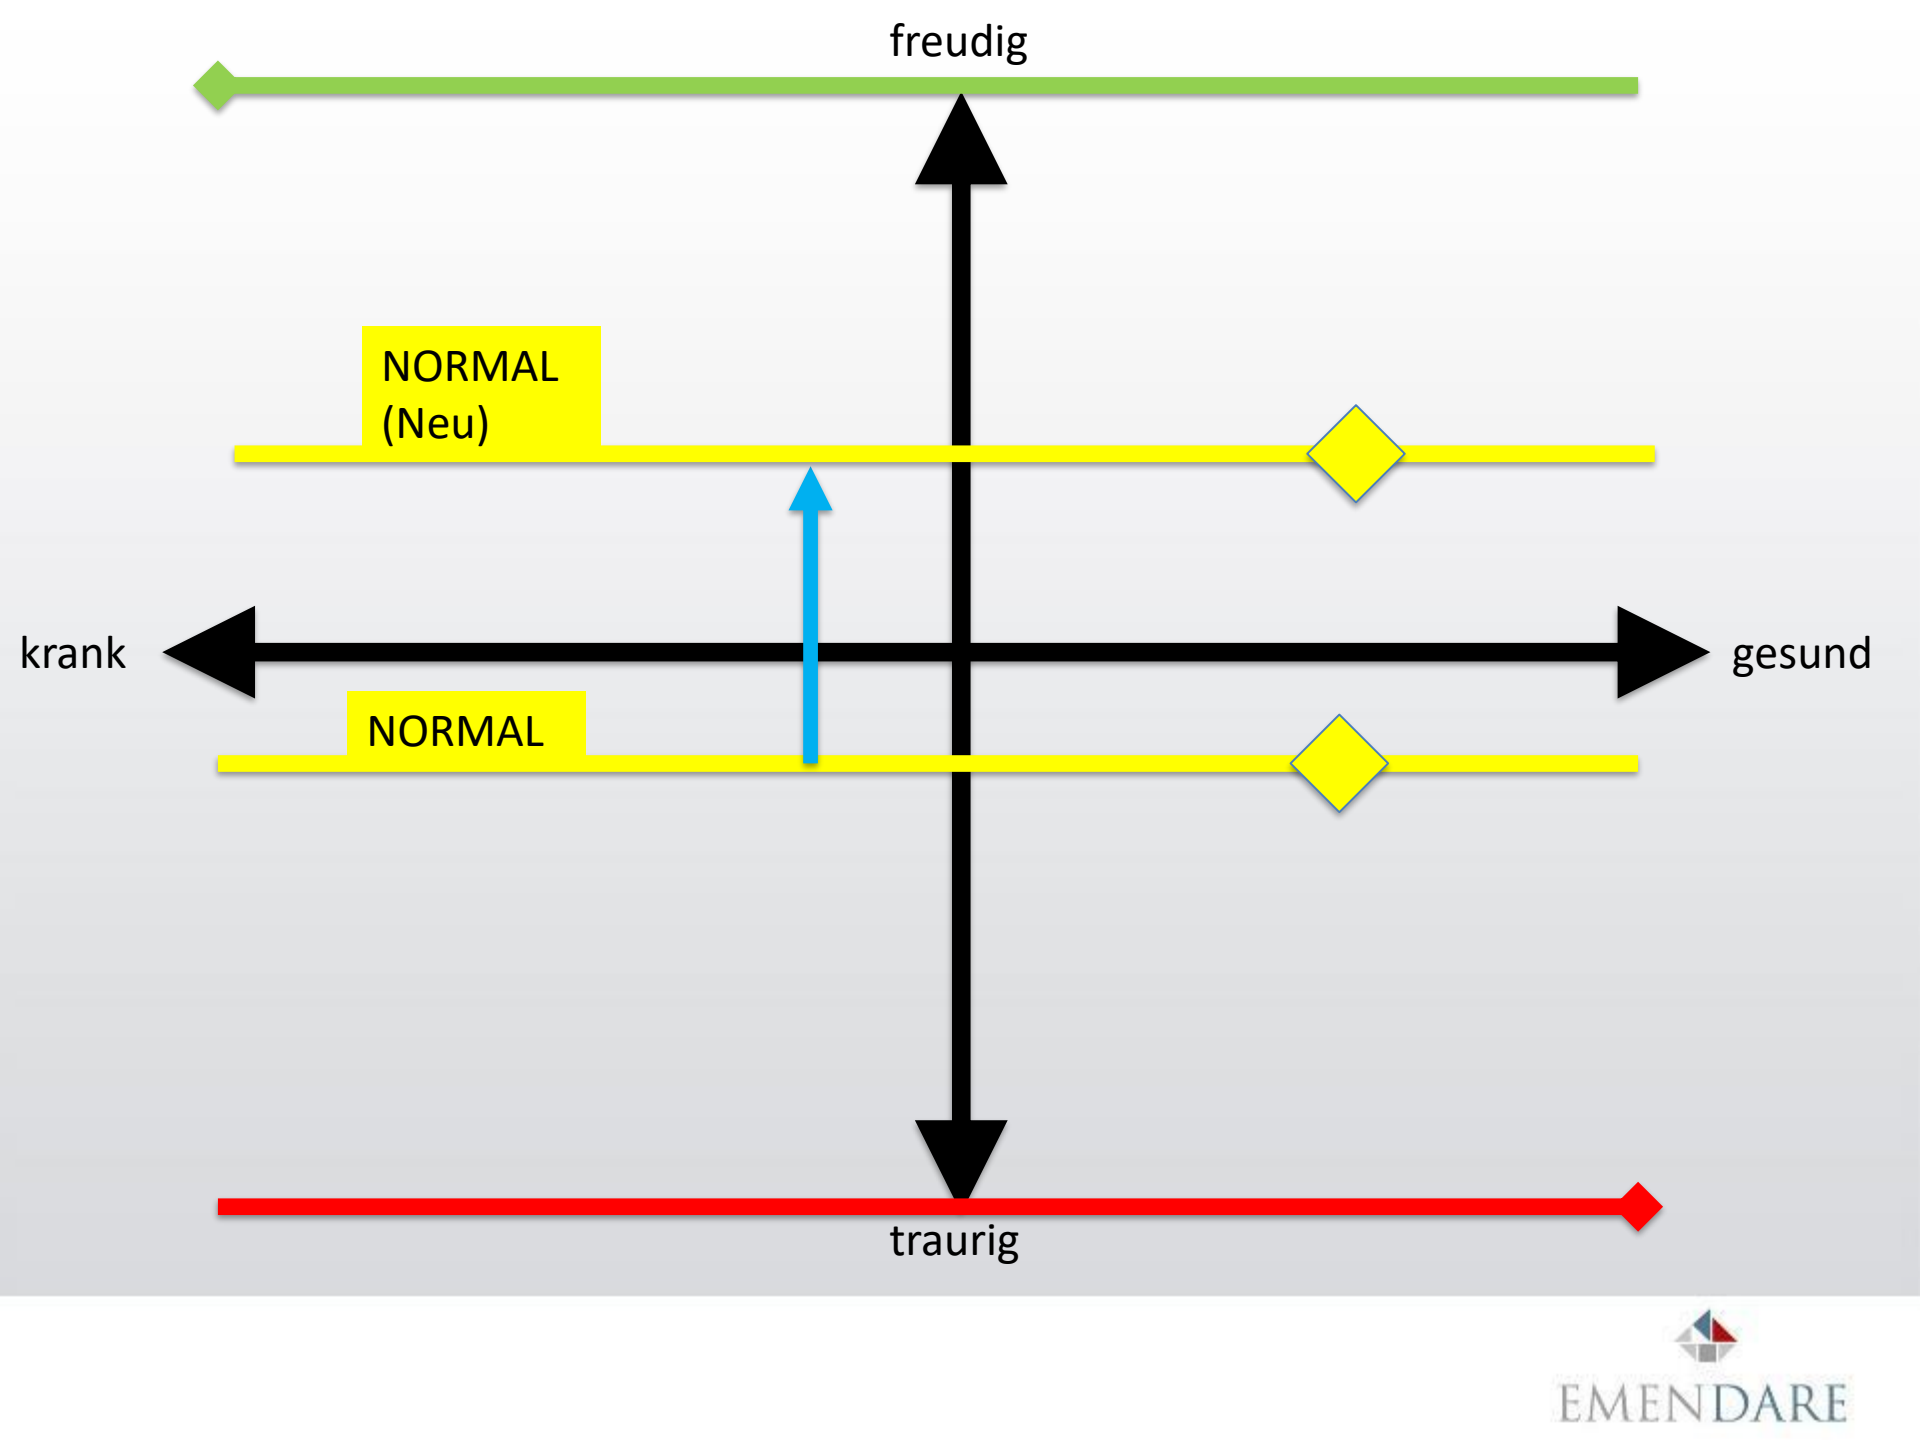 freudig
NORMAL
(Neu)
krank
gesund
NORMAL
traurig
EMENDARE